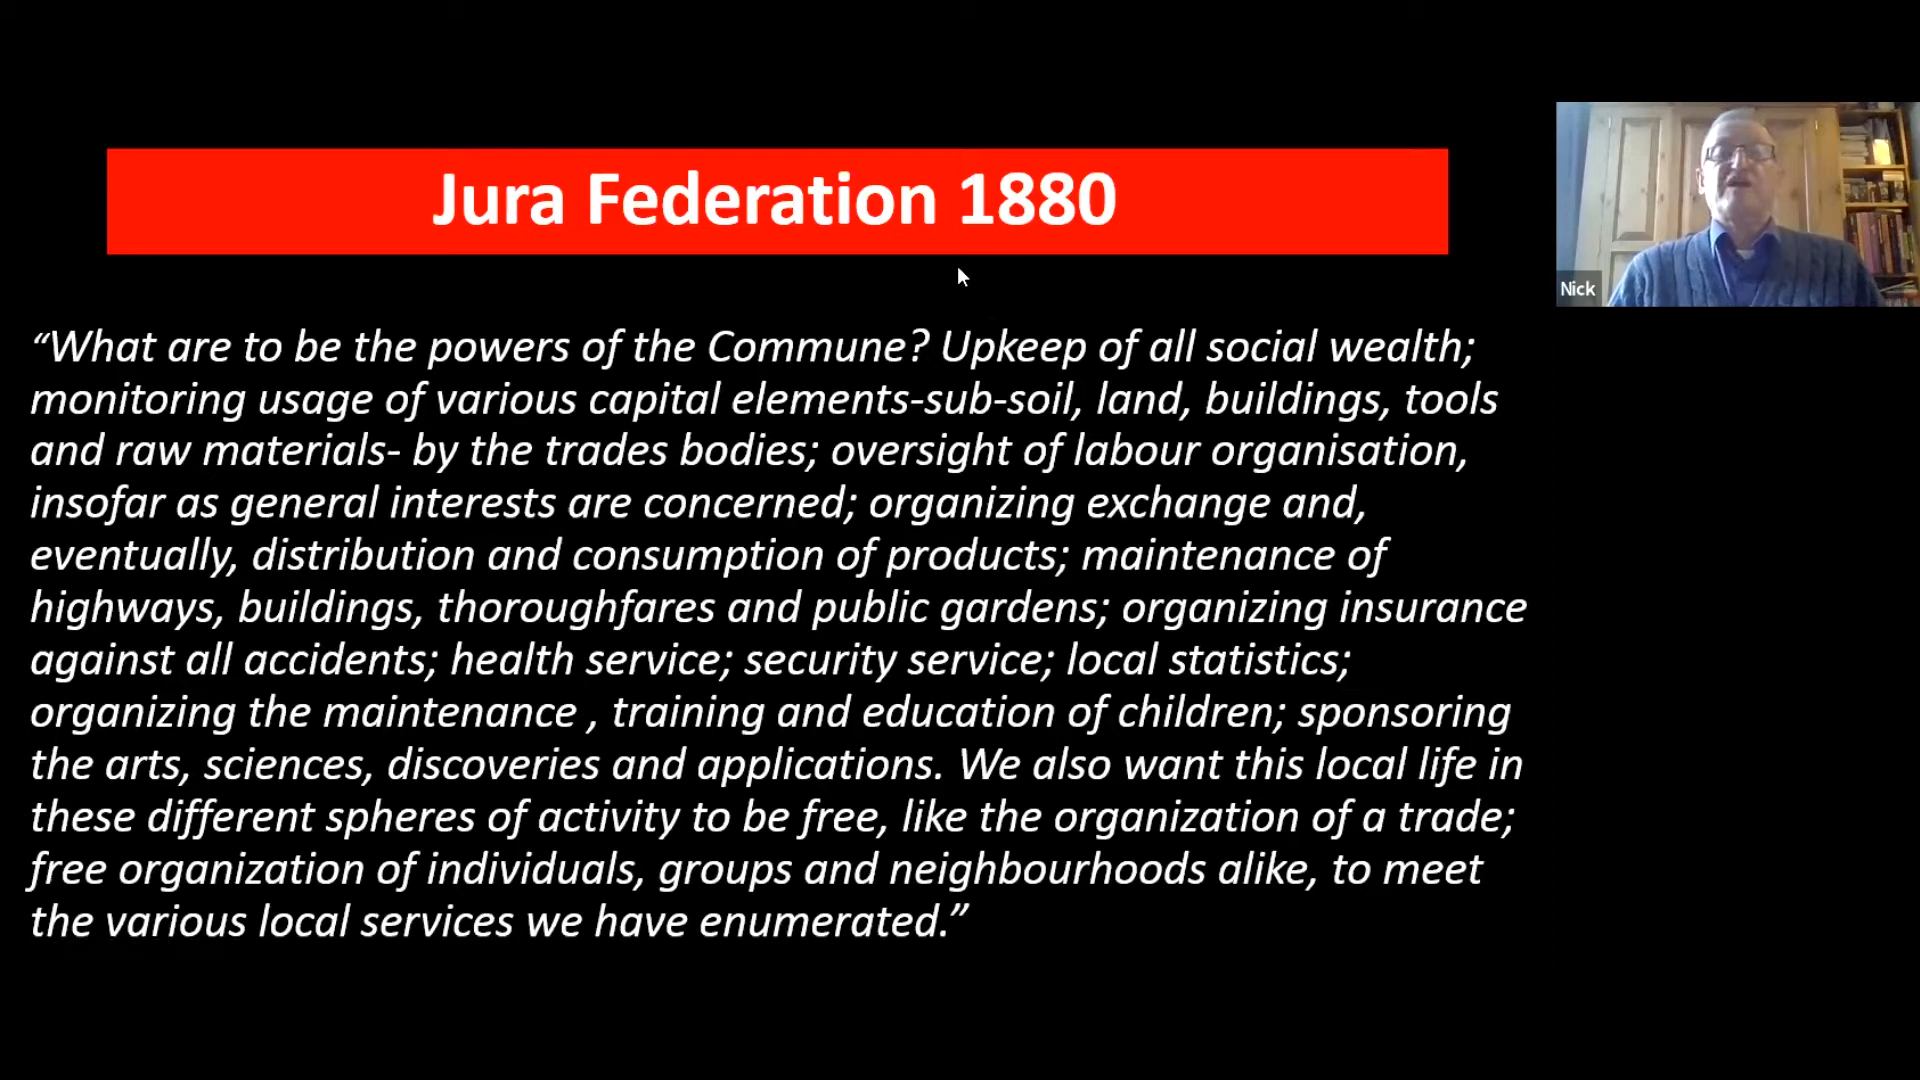 Jura Federation 1880
Nick
“What are to be the powers of the Commune? Upkeep of all social wealth;
monitoring usage of various capital elements-sub-soil, land, buildings, tools
and raw materials- by the trades bodies; oversight of labour organisation,
insofar as general interests are concerned; organizing exchange and,
eventually, distribution and consumption of products; maintenance of
highways, buildings, thoroughfares and public gardens; organizing insurance
against all accidents; health service; security service; local statistics;
organizing the maintenance , training and education of children; sponsoring
the arts, sciences, discoveries and applications. We also want this local life in
these different spheres of activity to be free, like the organization of a trade;
free organization of individuals, groups and neighbourhoods alike, to meet
the various local services we have enumerated.”